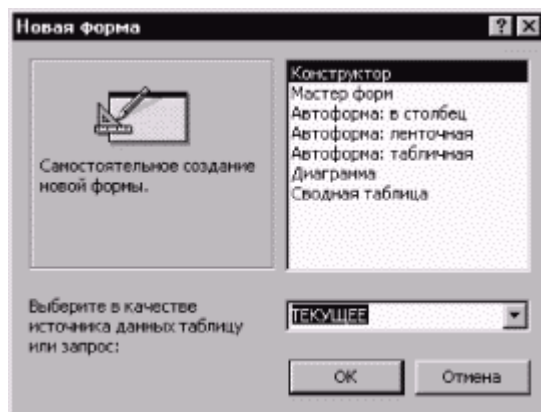 Новая форма
Конструктор
Мастер форм
Автоформа: в столбец
Автоформа: ленточная
Автоформа: табличная
Диаграмма
Сводная таблица
Самостоятельное создание
новой формы.
Выберите в качестве
источника данных таблицу
или запрос:
ТЕКУЩЕЕ
ОК
Отмена